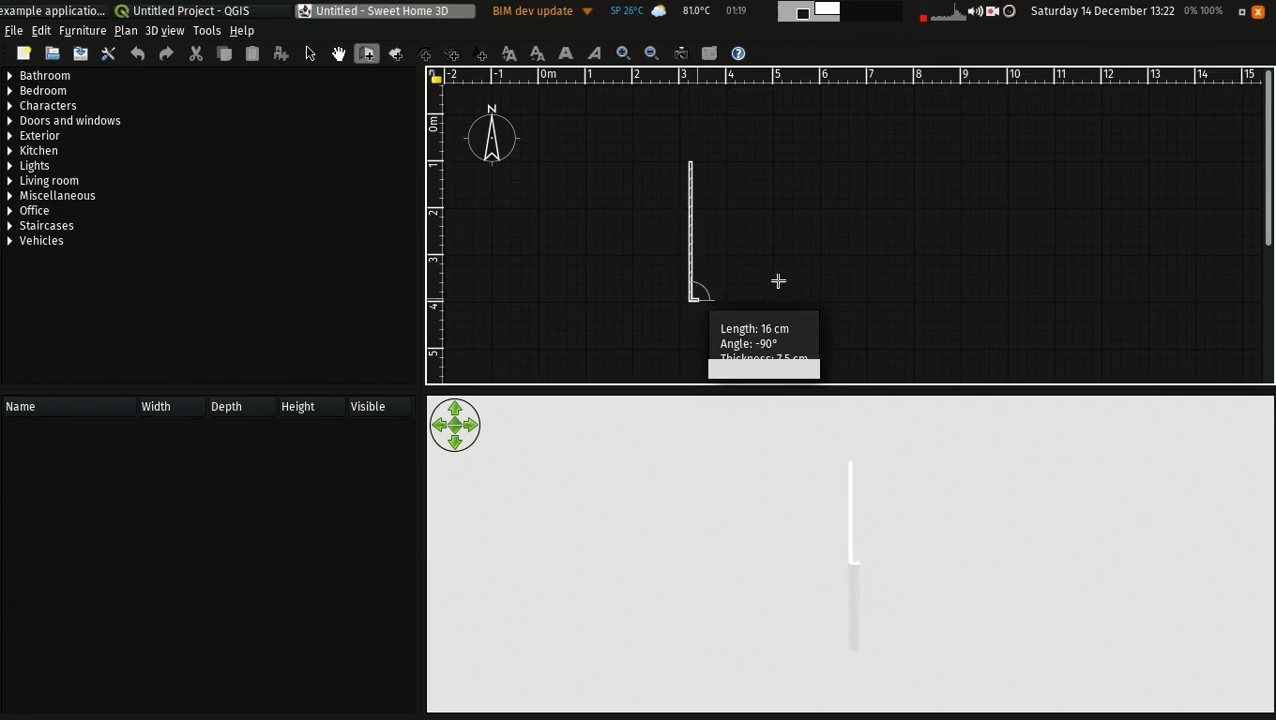 example applicatio... Untitled Project - QGIS Untitled - Sweet Home 3D BIM dev update SP 26°C 81.0°C 01:19 0% 100% Saturday 14 December 13:22
File Edit Furniture Plan 3D view Tools Help
-2 -1 0m 1 2 3 4 5 6 7 8 9 10 11 12 13 14 15
Bathroom
Bedroom
Characters
Doors and windows
Exterior
Kitchen
Lights
Living room
Miscellaneous
Office
Staircases
Vehicles
N
0m
1
2
3
4
5
Length: 16 cm
Angle: -90°
Thickness: 7.5 cm
Name Width Depth Height Visible